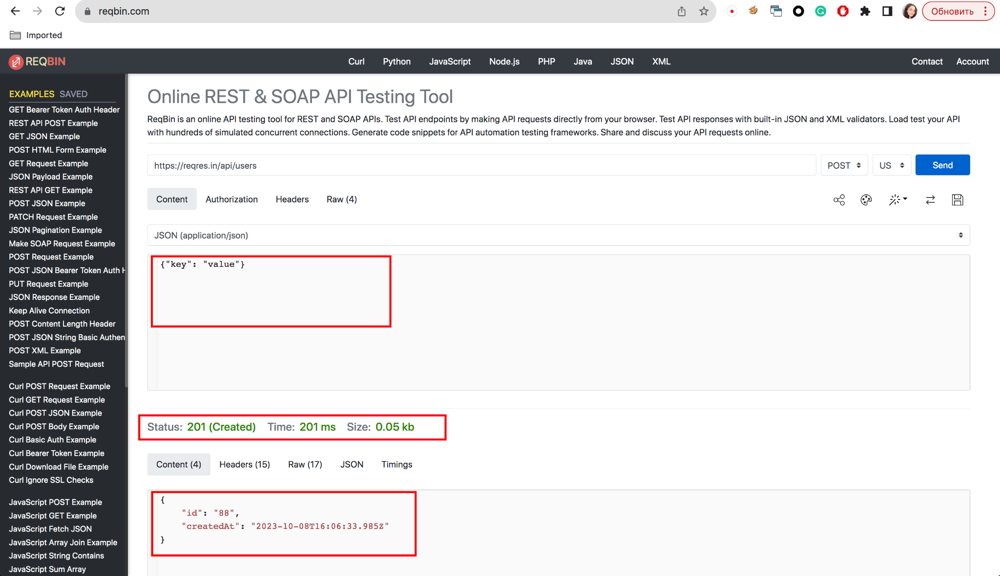 reqbin.com
Обновить
Imported
REQBIN
Curl Python JavaScript Node.js PHP Java JSON XML
Contact Account
EXAMPLES SAVED
GET Bearer Token Auth Header
REST API POST Example
GET JSON Example
POST HTML Form Example
GET Request Example
JSON Payload Example
REST API GET Example
POST JSON Example
PATCH Request Example
JSON Pagination Example
Make SOAP Request Example
POST Request Example
POST JSON Bearer Token Auth H
PUT Request Example
JSON Response Example
Keep Alive Connection
POST Content Length Header
POST JSON String Basic Authen
POST XML Example
Sample API POST Request
Curl POST Request Example
Curl GET Request Example
Curl POST JSON Example
Curl POST Body Example
Curl Basic Auth Example
Curl Bearer Token Example
Curl Download File Example
Curl Ignore SSL Checks
JavaScript POST Example
JavaScript GET Example
JavaScript Fetch JSON
JavaScript Array Join Example
JavaScript String Contains
JavaScript Sum Array
Online REST & SOAP API Testing Tool
ReqBin is an online API testing tool for REST and SOAP APIs. Test API endpoints by making API requests directly from your browser. Test API responses with built-in JSON and XML validators. Load test your API
with hundreds of simulated concurrent connections. Generate code snippets for API automation testing frameworks. Share and discuss your API requests online.
https://reqres.in/api/users POST US Send
Content Authorization Headers Raw (4)
JSON (application/json)
{"key": "value"}
Status: 201 (Created) Time: 201 ms Size: 0.05 kb
Content (4) Headers (15) Raw (17) JSON Timings
{
"id": "88",
"createdAt": "2023-10-08T16:06:33.985Z"
}